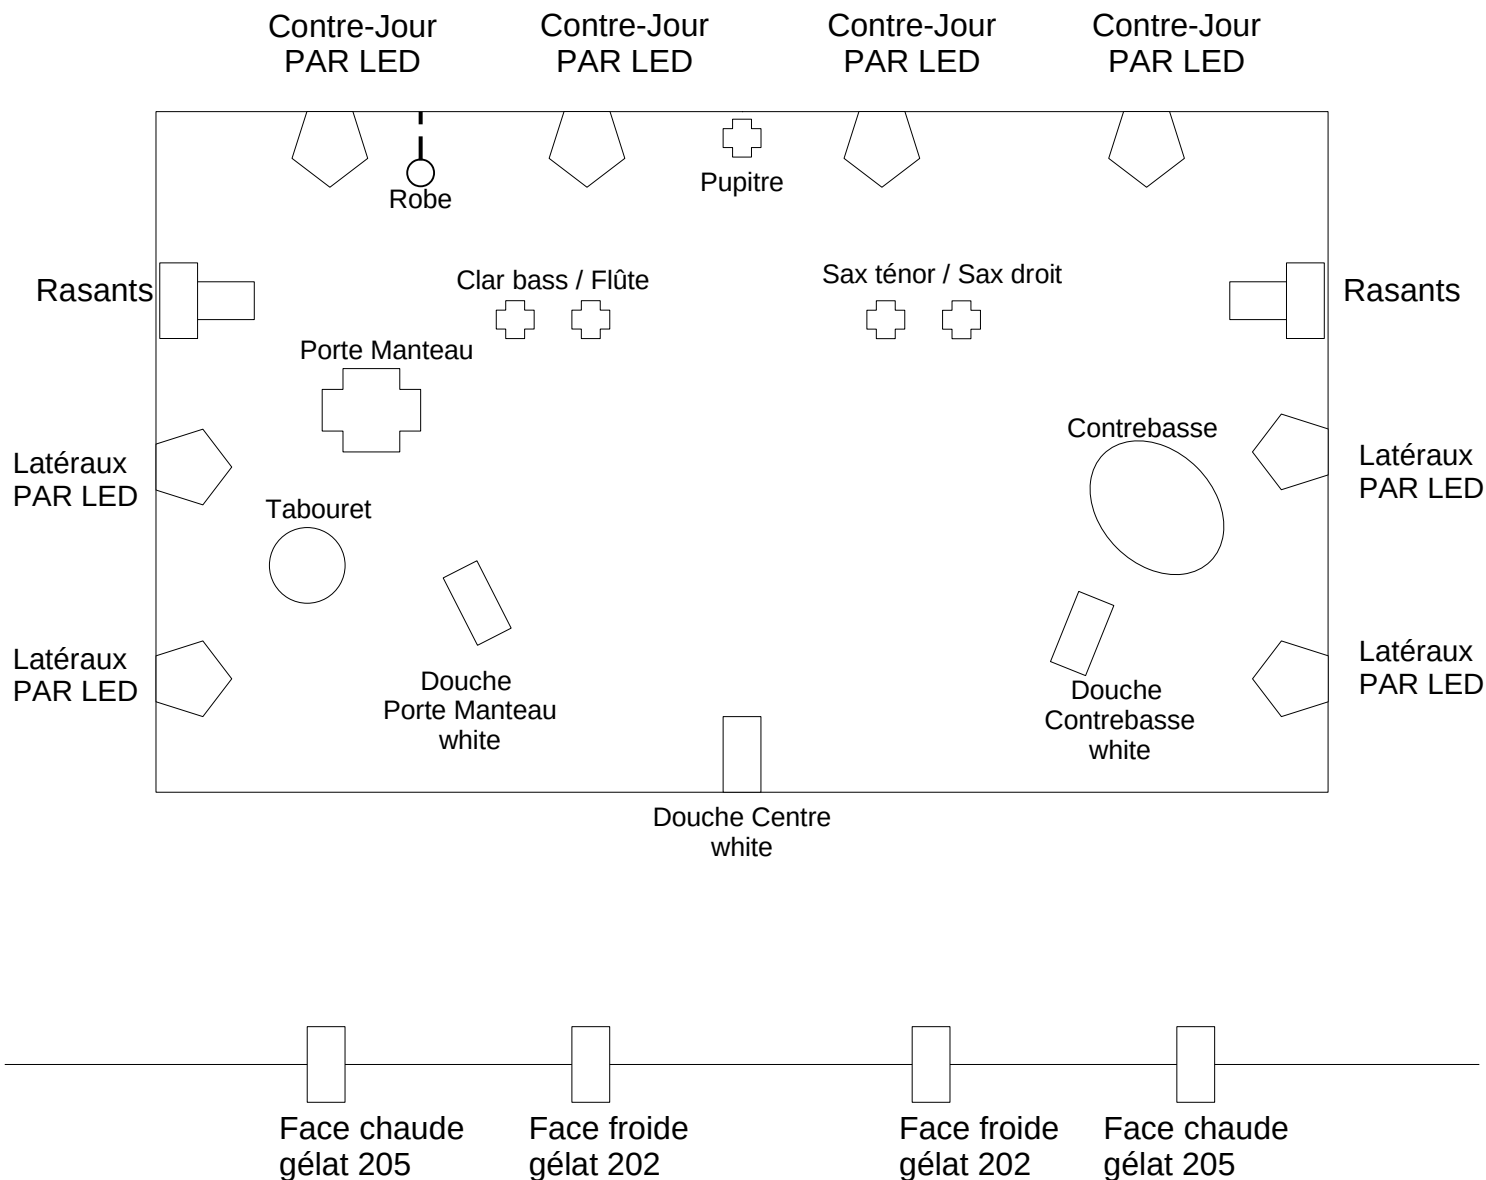 Contre-Jour
PAR LED
Contre-Jour
PAR LED
Contre-Jour
PAR LED
Contre-Jour
PAR LED
Robe
Pupitre
Rasants
Clar bass / Flûte
Sax ténor / Sax droit
Rasants
Porte Manteau
Contrebasse
Latéraux
PAR LED
Latéraux
PAR LED
Tabouret
Latéraux
PAR LED
Douche
Porte Manteau
white
Douche
Contrebasse
white
Latéraux
PAR LED
Douche Centre
white
Face chaude
gélat 205
Face froide
gélat 202
Face froide
gélat 202
Face chaude
gélat 205